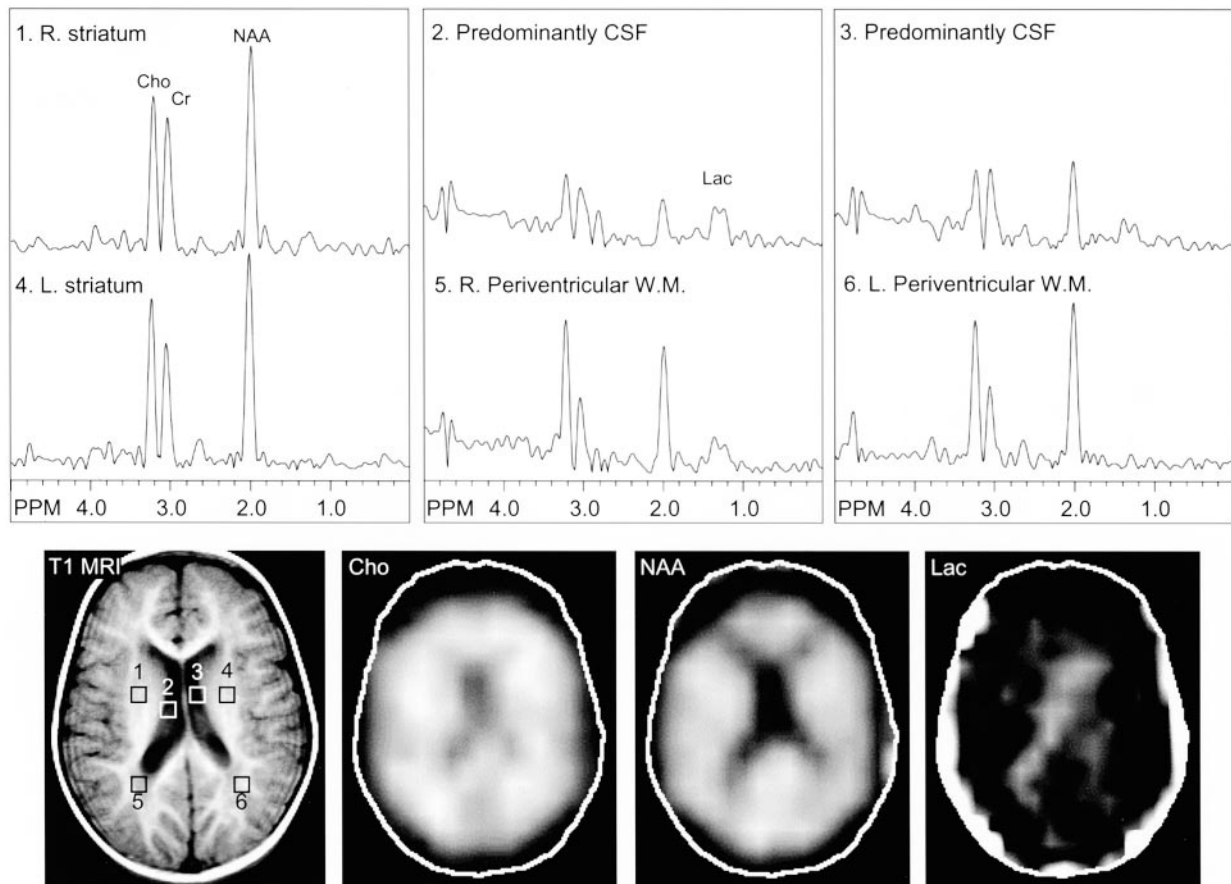 1. R. striatum
NAA
Cho
Cr
2. Predominantly CSF
Lac
3. Predominantly CSF
4. L. striatum
5. R. Periventricular W.M.
6. L. Periventricular W.M.
PPM 4.0 3.0 2.0 1.0
PPM 4.0 3.0 2.0 1.0
PPM 4.0 3.0 2.0 1.0
T1 MRI
1
2
3
4
5
6
Cho
NAA
Lac